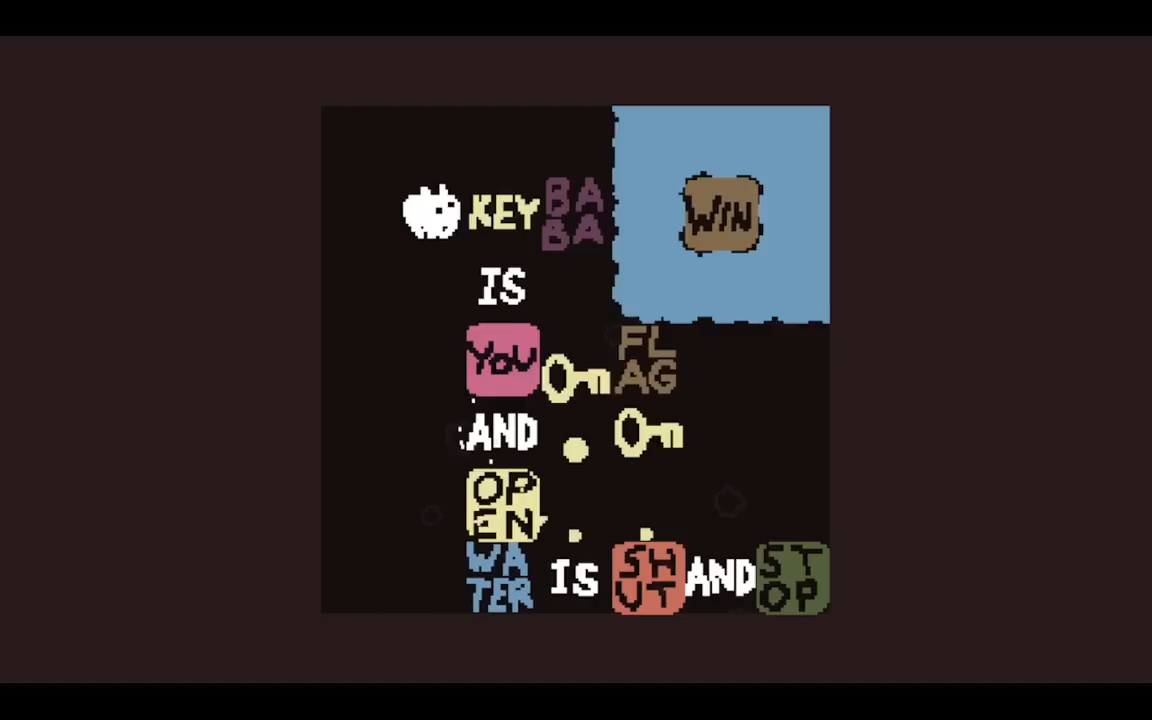 KEY BABA WIN
IS
YOU FLAG
AND
OPEN
WATER IS SHUT AND STOP